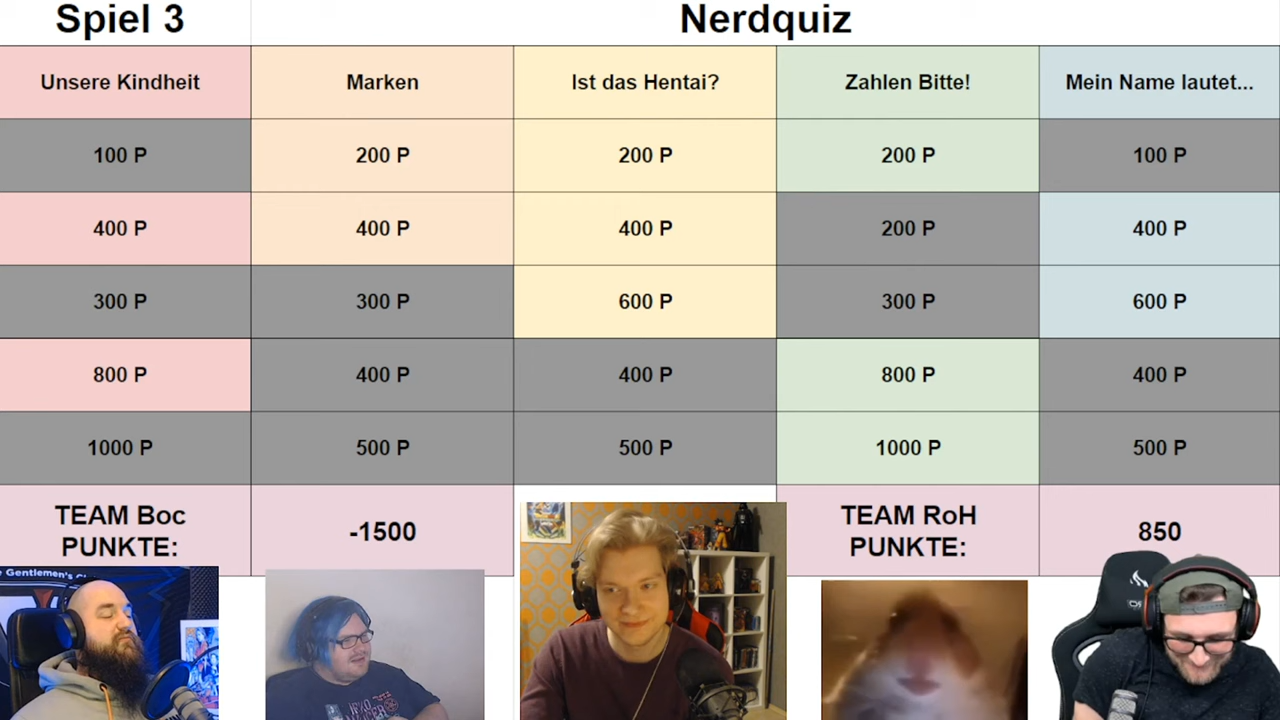 Spiel 3
Nerdquiz
Unsere Kindheit
Marken
Ist das Hentai?
Zahlen Bitte!
Mein Name lautet...
100 P
200 P
200 P
200 P
100 P
400 P
400 P
400 P
200 P
400 P
300 P
300 P
600 P
300 P
600 P
800 P
400 P
400 P
800 P
400 P
1000 P
500 P
500 P
1000 P
500 P
TEAM Boc
PUNKTE:
-1500
TEAM RoH
PUNKTE:
850
e Gentlemen's